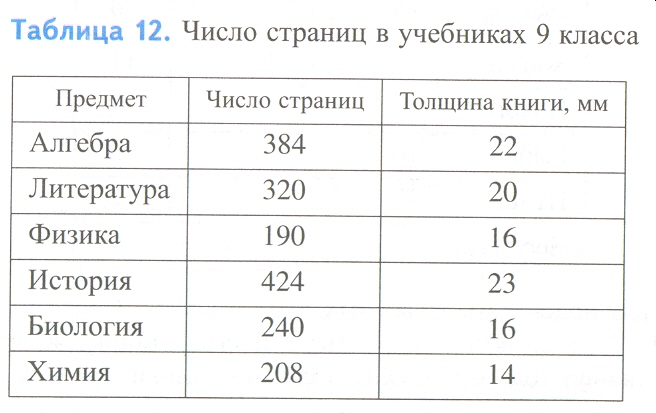 Таблица 12. Число страниц в учебниках 9 класса
Предмет Число страниц Толщина книги, мм
Алгебра 384 22
Литература 320 20
Физика 190 16
История 424 23
Биология 240 16
Химия 208 14